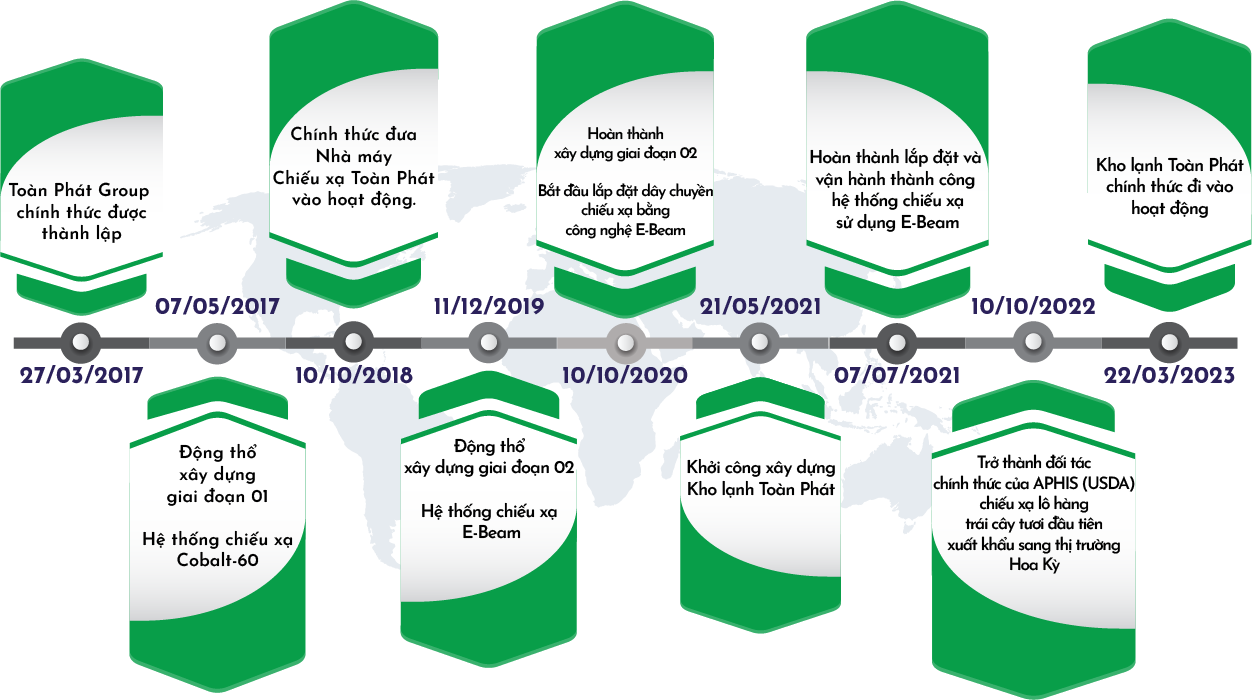 Toàn Phát Group
chính thức được
thành lập
27/03/2017
07/05/2017
Động thổ
xây dựng
giai đoạn 01
Hệ thống chiếu xạ
Cobalt-60
Chính thức đưa
Nhà máy
Chiếu xạ Toàn Phát
vào hoạt động.
10/10/2018
11/12/2019
Động thổ
xây dựng giai đoạn 02
Hệ thống chiếu xạ
E-Beam
Hoàn thành
xây dựng giai đoạn 02
Bắt đầu lắp đặt dây chuyền
chiếu xạ bằng
công nghệ E-Beam
10/10/2020
21/05/2021
Khởi công xây dựng
Kho lạnh Toàn Phát
Hoàn thành lắp đặt và
vận hành thành công
hệ thống chiếu xạ
sử dụng E-Beam
07/07/2021
10/10/2022
Trở thành đối tác
chính thức của APHIS (USDA)
chiếu xạ lô hàng
trái cây tươi đầu tiên
xuất khẩu sang thị trường
Hoa Kỳ
Kho lạnh Toàn Phát
chính thức đi vào
hoạt động
22/03/2023